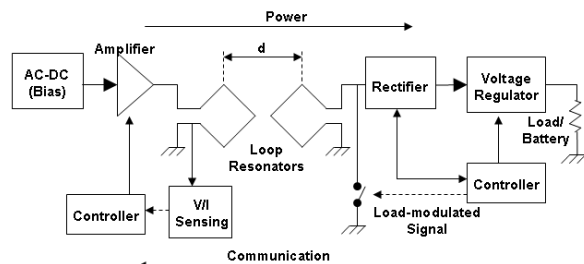 Power
Amplifier
AC-DC
(Bias)
d
Rectifier
Voltage
Regulator
Load/
Battery
Loop
Resonators
Controller
V/I
Sensing
Load-modulated
Signal
Controller
Communication